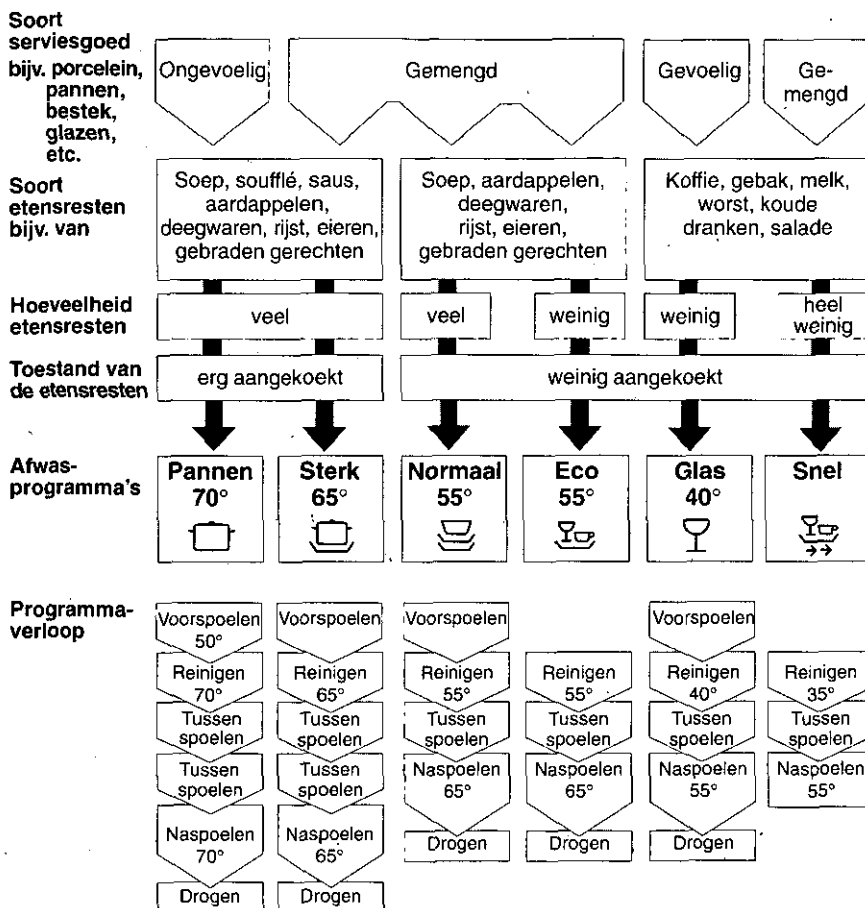 Soort
serviesgoed
bijv. porcelein,
pannen,
bestek,
glazen,
etc.
Ongevoelig
Gemengd
Gevoelig
Ge-
mengd
Soort
etensresten
bijv. van
Soep, soufflé, saus,
aardappelen,
deegwaren, rijst, eieren,
gebraden gerechten
Soep, aardappelen,
deegwaren,
rijst, eieren,
gebraden gerechten
Koffie, gebak, melk,
worst, koude
dranken, salade
Hoeveelheid
etensresten
veel
veel
weinig
weinig
heel
weinig
Toestand van
de etensresten
erg aangekoekt
weinig aangekoekt
Afwas-
programma's
Pannen
70°
Sterk
65°
Normaal
55°
Eco
55°
Glas
40°
Snel
Programma-
verloop
Voorspoelen
50°
Voorspoelen
Voorspoelen
Voorspoelen
Reinigen
70°
Reinigen
65°
Reinigen
55°
Reinigen
55°
Reinigen
40°
Reinigen
35°
Tussen
spoelen
Tussen
spoelen
Tussen
spoelen
Tussen
spoelen
Tussen
spoelen
Tussen
spoelen
Tussen
spoelen
Tussen
spoelen
Naspoelen
65°
Naspoelen
65°
Naspoelen
55°
Naspoelen
55°
Naspoelen
70°
Naspoelen
65°
Drogen
Drogen
Drogen
Drogen
Drogen